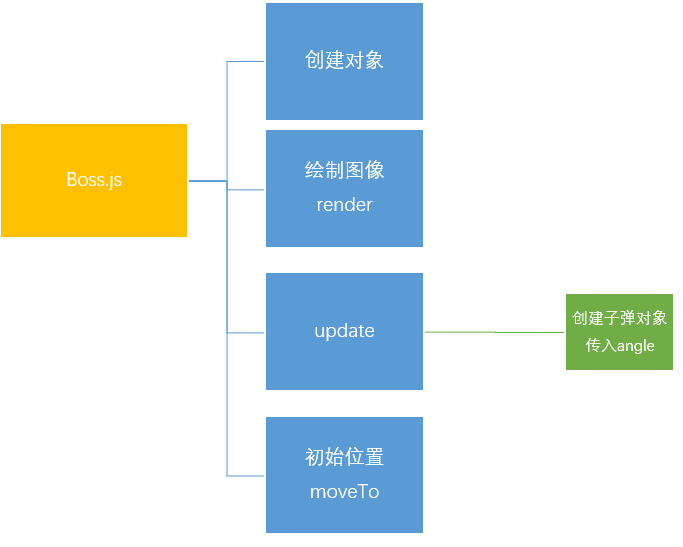 Boss.js
创建对象
绘制图像
render
update
创建子弹对象
传入angle
初始位置
moveTo